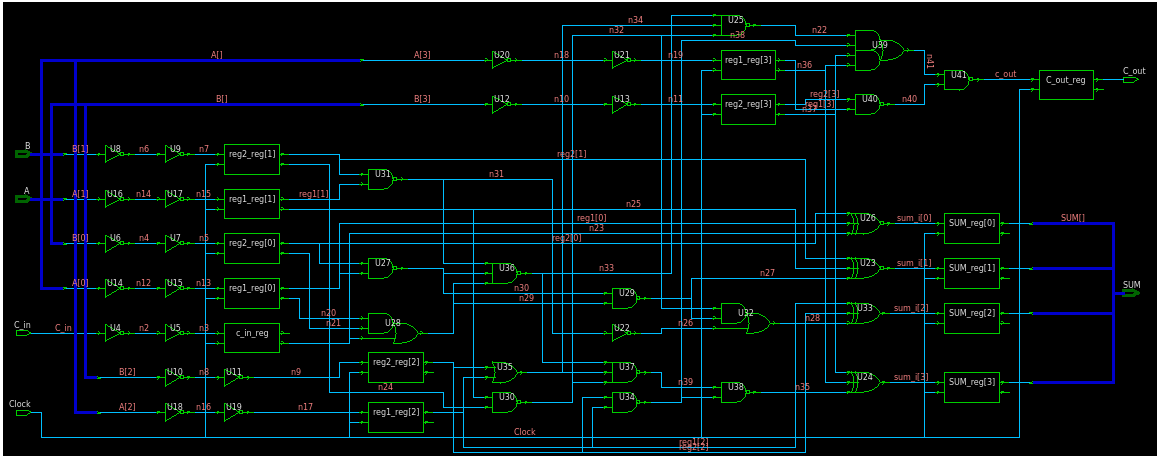 n34
U25
n32
n22
n38
U39
A[]
A[3]
U20
n18
U21
n19
reg1_reg[3]
n36
n41
U41
c_out
C_out_reg
C_out
B[]
B[3]
U12
n10
U13
n11
reg2_reg[3]
reg2[3]
reg1[3]
n37
U40
n40
B
B[1]
U8
n6
U9
n7
reg2_reg[1]
reg2[1]
U31
n31
A
A[1]
U16
n14
U17
n15
reg1_reg[1]
reg1[1]
n25
reg1[0]
n23
U26
sum_i[0]
SUM_reg[0]
SUM[]
B[0]
U6
n4
U7
n5
reg2_reg[0]
reg2[0]
U27
U36
n33
n27
U23
sum_i[1]
SUM_reg[1]
A[0]
U14
n12
U15
n13
reg1_reg[0]
n30
n29
U29
SUM
C_in
C_in
U4
n2
U5
n3
c_in_reg
n20
n21
U28
U22
n26
U32
n28
U33
sum_i[2]
SUM_reg[2]
B[2]
U10
n8
U11
n9
reg2_reg[2]
n24
U35
U37
n39
U38
n35
U24
sum_i[3]
SUM_reg[3]
Clock
A[2]
U18
n16
U19
n17
reg1_reg[2]
U30
U34
Clock
reg1[2]
reg2[2]